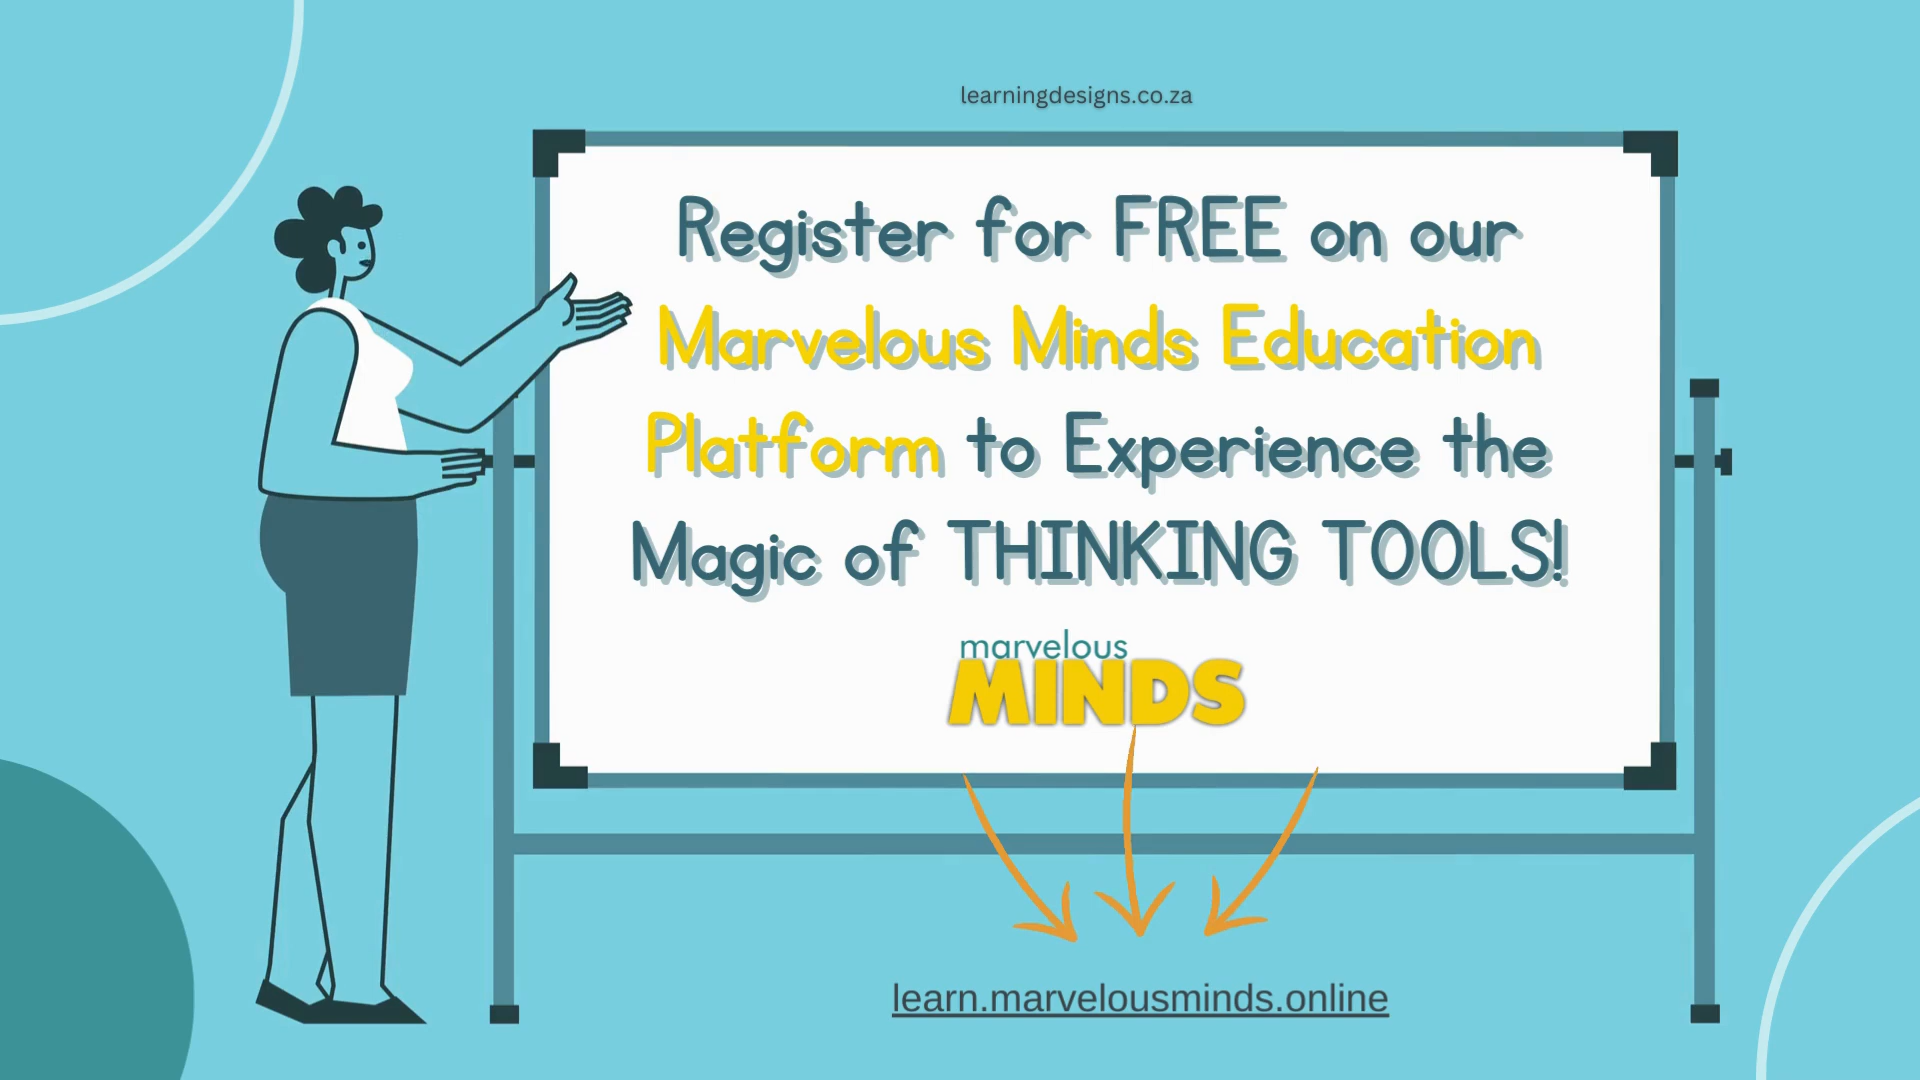 learningdesigns.co.za
Register for FREE on our
Marvelous Minds Education
Platform to Experience the
Magic of THINKING TOOLS!
marvelous
MINDS
learn.marvelousminds.online